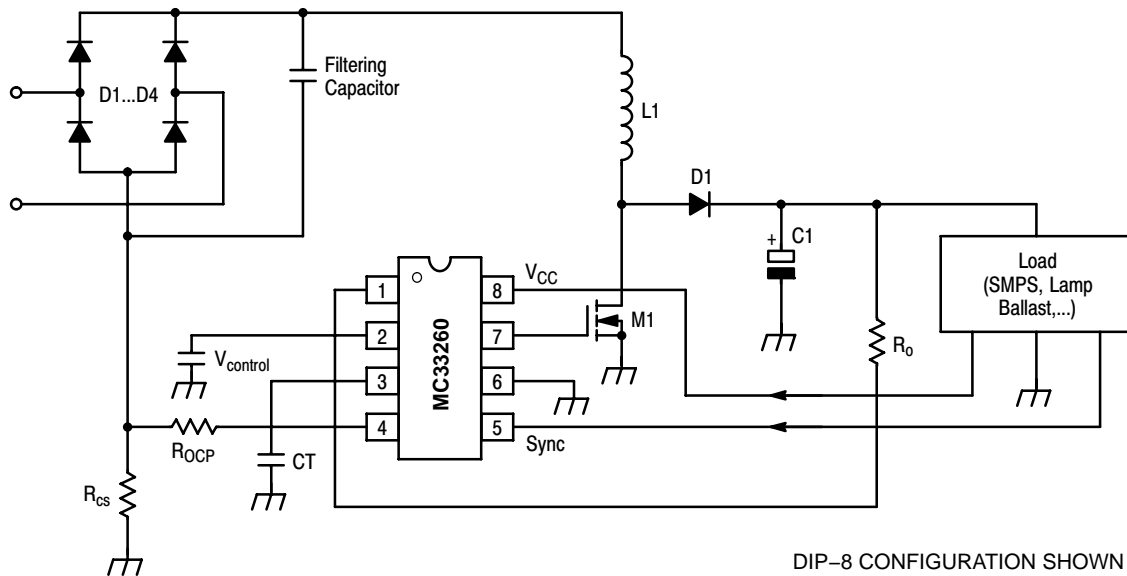 D1...D4
Filtering
Capacitor
L1
D1
+
C1
Load
(SMPS, Lamp
Ballast,...)
VCC
1
8
M1
2
7
MC33260
Vcontrol
Ro
3
6
4
5
ROCP
CT
Sync
Rcs
DIP–8 CONFIGURATION SHOWN